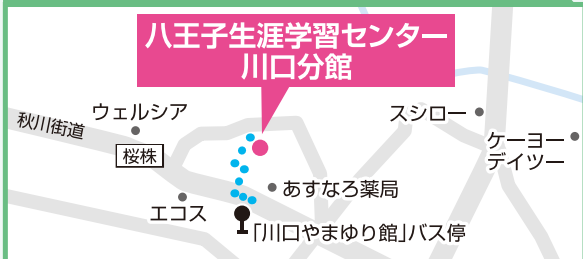 八王子生涯学習センター
川口分館
秋川街道
ウェルシア
桜株
スシロー
ケーヨー
デイツー
エコス
あすなろ薬局
「川口やまゆり館」バス停